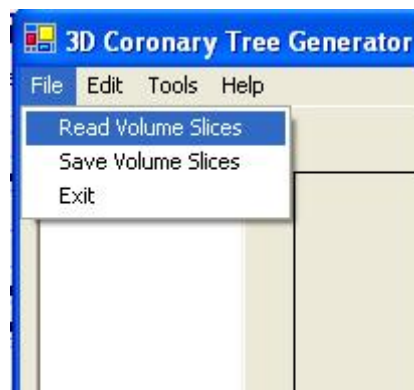 3D Coronary Tree Generator
File Edit Tools Help
Read Volume Slices
Save Volume Slices
Exit